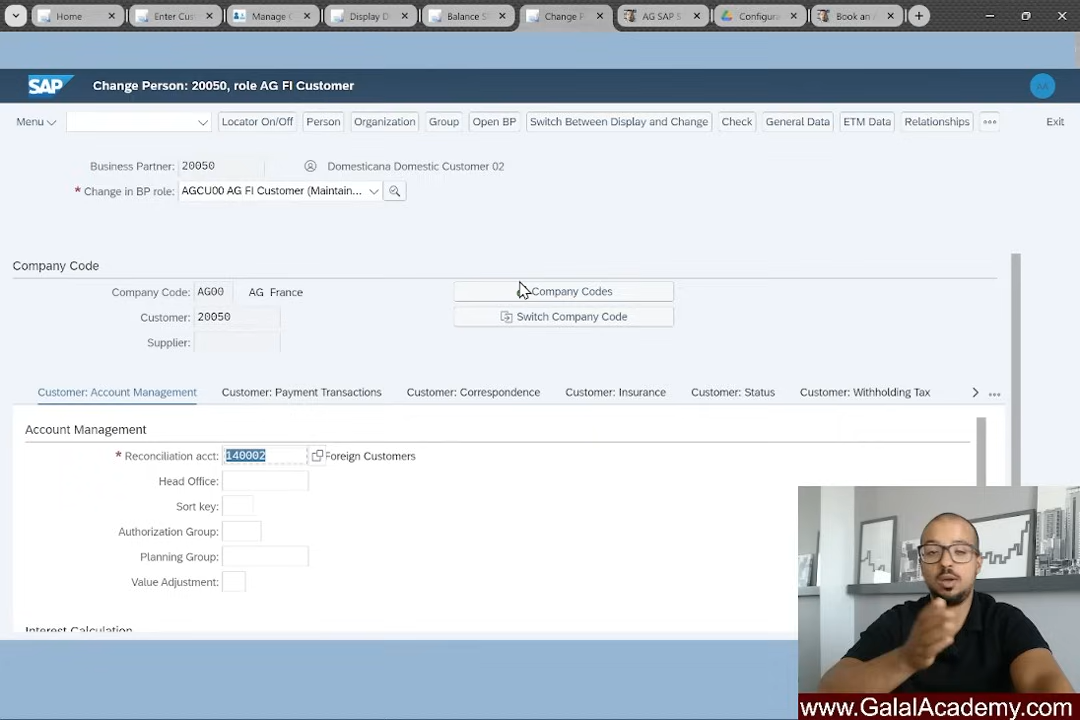 Home
Enter Cus
Manage
Display D
Balance S
Change P
AG SAP S
Configura
Book an
SAP
Change Person: 20050, role AG FI Customer
AA
Menu
Locator On/Off
Person
Organization
Group
Open BP
Switch Between Display and Change
Check
General Data
ETM Data
Relationships
Exit
Business Partner: 20050 Domesticana Domestic Customer 02
* Change in BP role: AGCU00 AG FI Customer (Maintain...
Company Code
Company Code: AG00 AG France
Company Codes
Customer: 20050
Switch Company Code
Supplier:
Customer: Account Management
Customer: Payment Transactions
Customer: Correspondence
Customer: Insurance
Customer: Status
Customer: Withholding Tax
Account Management
* Reconciliation acct: 140002 Foreign Customers
Head Office:
Sort key:
Authorization Group:
Planning Group:
Value Adjustment:
Interest Calculation
www.GalalAcademy.com